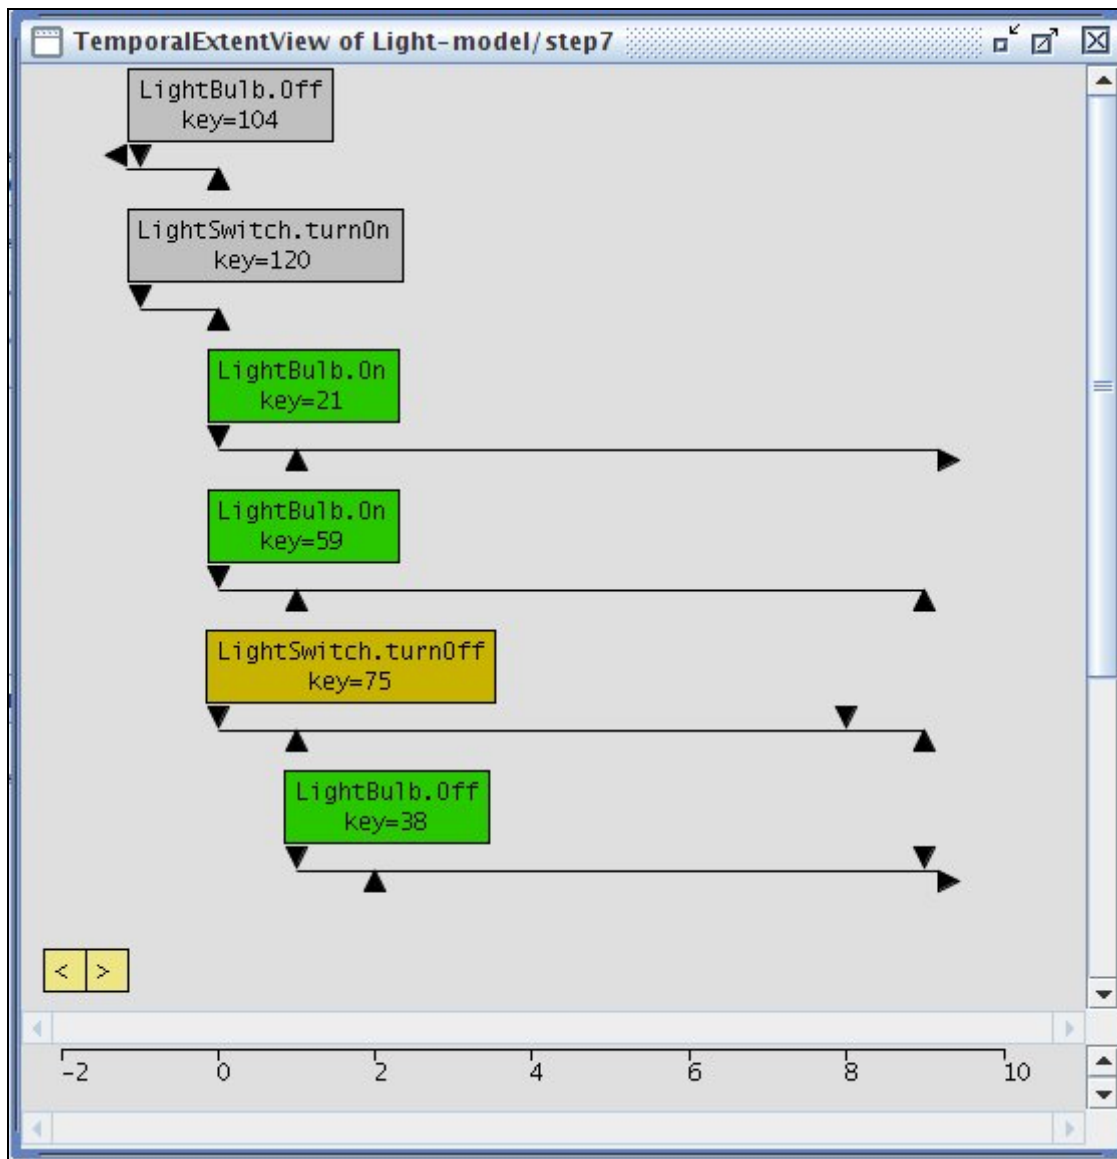 TemporalExtentView of Light-model/step7
LightBulb.Off
key=104
LightSwitch.turnOn
key=120
LightBulb.On
key=21
LightBulb.On
key=59
LightSwitch.turnOff
key=75
LightBulb.Off
key=38
< >
-2 0 2 4 6 8 10